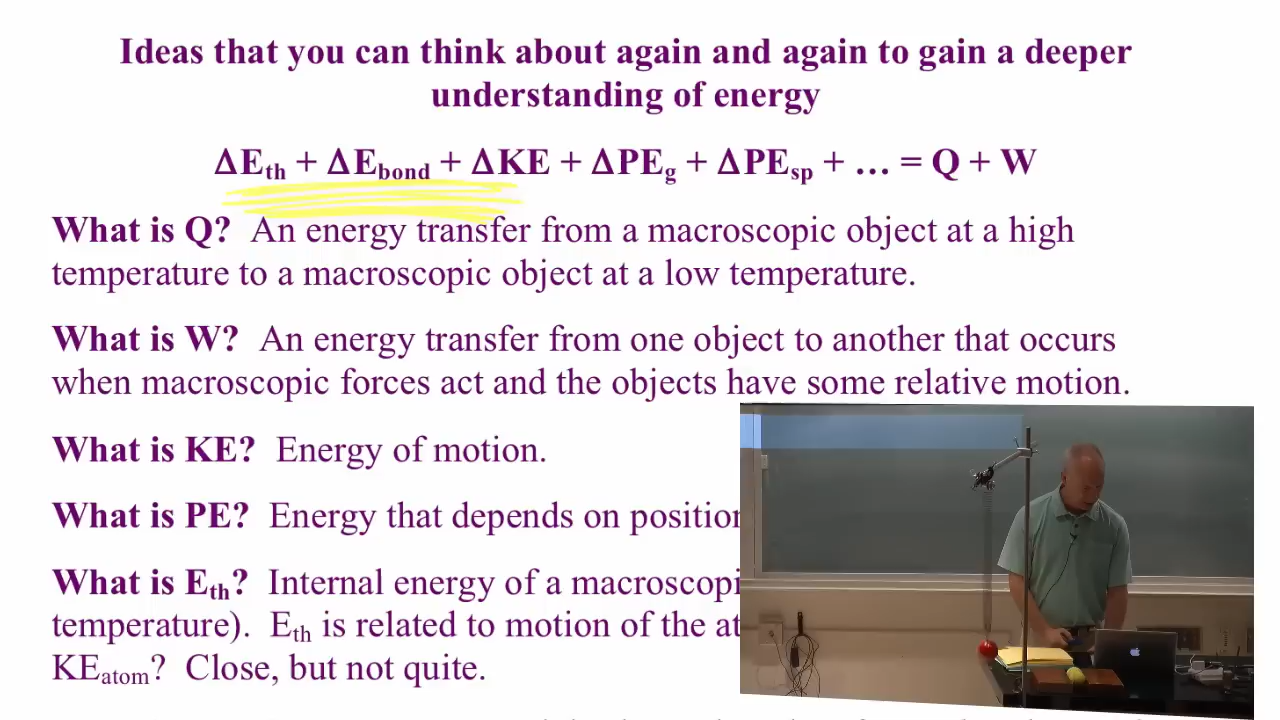 Ideas that you can think about again and again to gain a deeper
understanding of energy
ΔEth + ΔEbond + ΔKE + ΔPEg + ΔPEsp + … = Q + W
What is Q? An energy transfer from a macroscopic object at a high
temperature to a macroscopic object at a low temperature.
What is W? An energy transfer from one object to another that occurs
when macroscopic forces act and the objects have some relative motion.
What is KE? Energy of motion.
What is PE? Energy that depends on position
What is Eth? Internal energy of a macroscopi
temperature). Eth is related to motion of the at
KEatom? Close, but not quite.